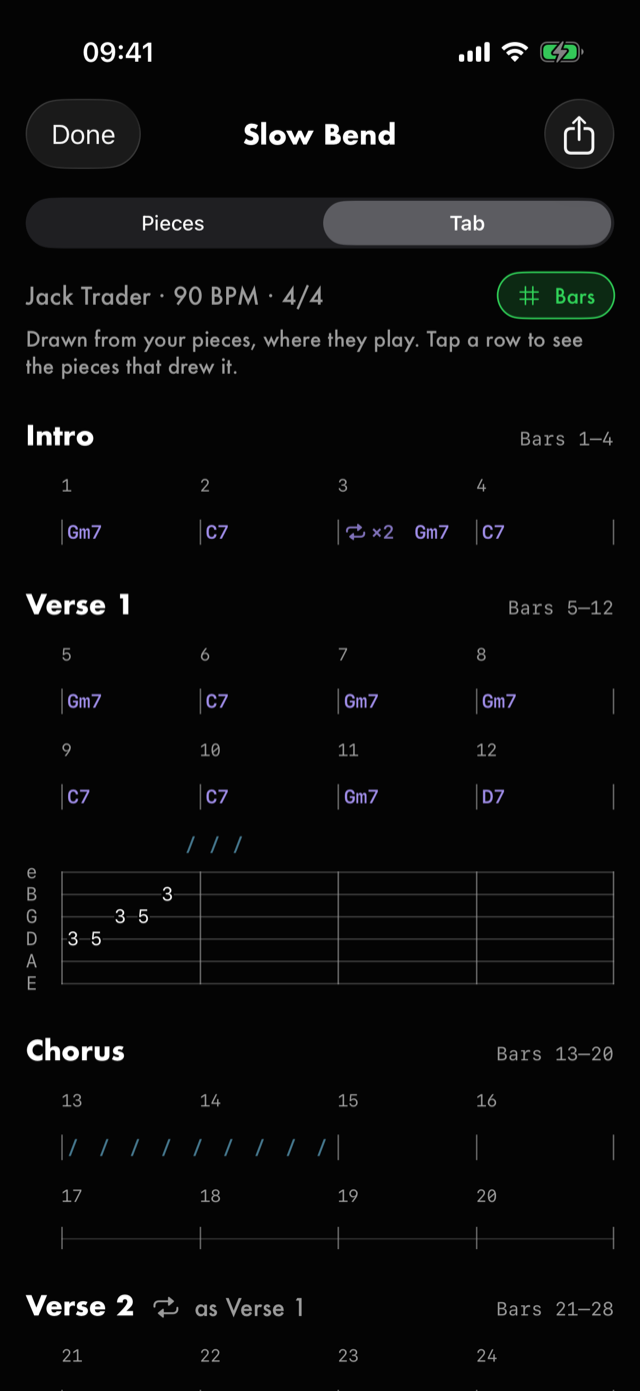 09:41
Done
Slow Bend
Pieces
Tab
Jack Trader · 90 BPM · 4/4
# Bars
Drawn from your pieces, where they play. Tap a row to see
the pieces that drew it.
Intro
Bars 1–4
1 2 3 4
|Gm7 |C7 | ×2 Gm7 |C7 |
Verse 1
Bars 5–12
5 6 7 8
|Gm7 |C7 |Gm7 |Gm7 |
9 10 11 12
|C7 |C7 |Gm7 |D7 |
/ / /
e
B 3
G 3 5
D 3 5
A
E
Chorus
Bars 13–20
13 14 15 16
|/ / / / / / / / /| | |
17 18 19 20
Verse 2 as Verse 1
Bars 21–28
21 22 23 24